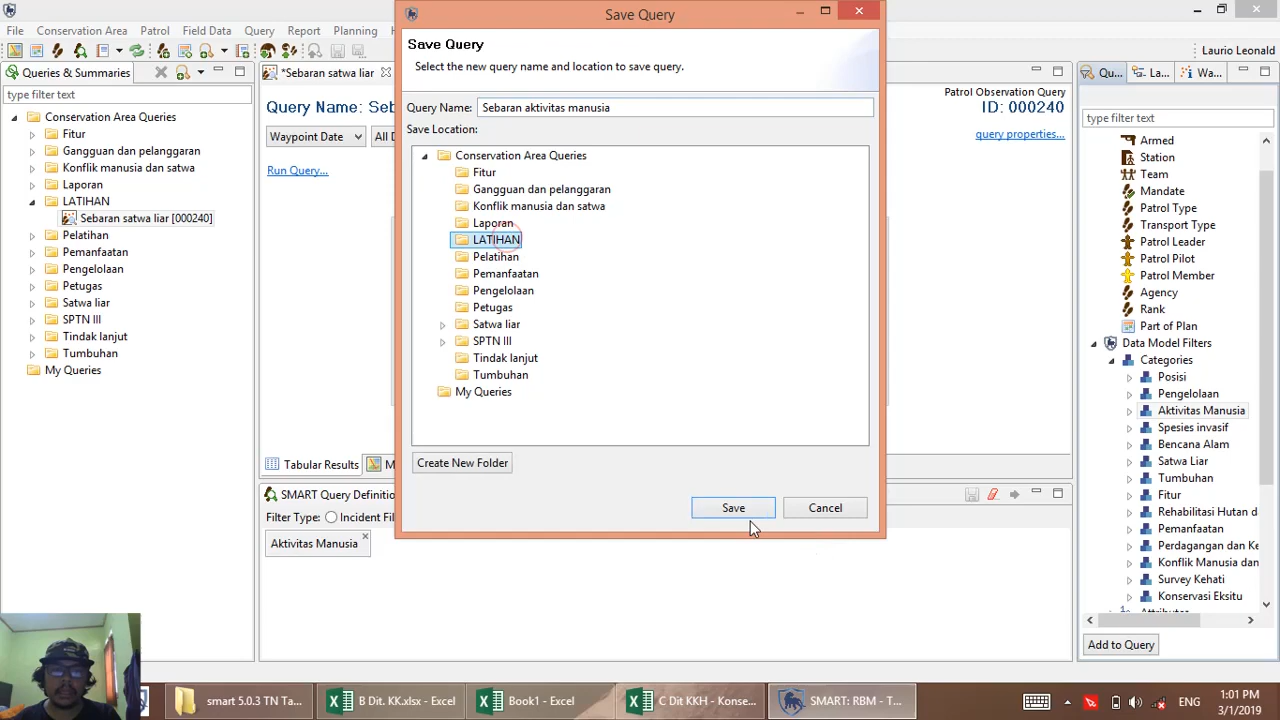 Save Query
File Conservation Area Patrol Field Data Query Report Planning
Save Query
Select the new query name and location to save query.
Laurio Leonald
Queries & Summaries
*Sebaran satwa liar
Qu... La... Wa...
type filter text
Query Name: Seb
Patrol Observation Query
ID: 000240
Query Name: Sebaran aktivitas manusia
type filter text
Conservation Area Queries
Fitur
Gangguan dan pelanggaran
Konflik manusia dan satwa
Laporan
LATIHAN
Sebaran satwa liar [000240]
Pelatihan
Pemanfaatan
Pengelolaan
Petugas
Satwa liar
SPTN III
Tindak lanjut
Tumbuhan
My Queries
Waypoint Date All D
query properties...
Run Query...
Save Location:
Conservation Area Queries
Fitur
Gangguan dan pelanggaran
Konflik manusia dan satwa
Laporan
LATIHAN
Pelatihan
Pemanfaatan
Pengelolaan
Petugas
Satwa liar
SPTN III
Tindak lanjut
Tumbuhan
My Queries
Create New Folder
Save Cancel
Armed
Station
Team
Mandate
Patrol Type
Transport Type
Patrol Leader
Patrol Pilot
Patrol Member
Agency
Rank
Part of Plan
Data Model Filters
Categories
Posisi
Pengelolaan
Aktivitas Manusia
Spesies invasif
Bencana Alam
Satwa Liar
Tumbuhan
Fitur
Rehabilitasi Hutan d
Pemanfaatan
Perdagangan dan Ke
Konflik Manusia dan
Survey Kehati
Konservasi Eksitu
Add to Query
Tabular Results M
SMART Query Definitio
Filter Type: Incident Fil
Aktivitas Manusia
smart 5.0.3 TN Ta... B Dit. KK.xlsx - Excel Book1 - Excel C Dit KKH - Konse... SMART: RBM - T...
ENG
1:01 PM
3/1/2019